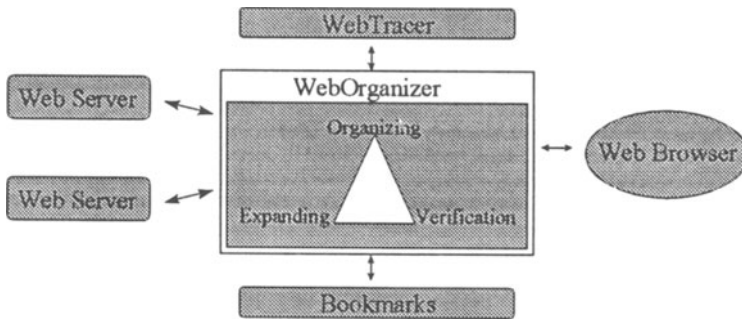 WebTracer
WebOrganizer
Web Server
Organizing
Web Browser
Web Server
Expanding
Verification
Bookmarks